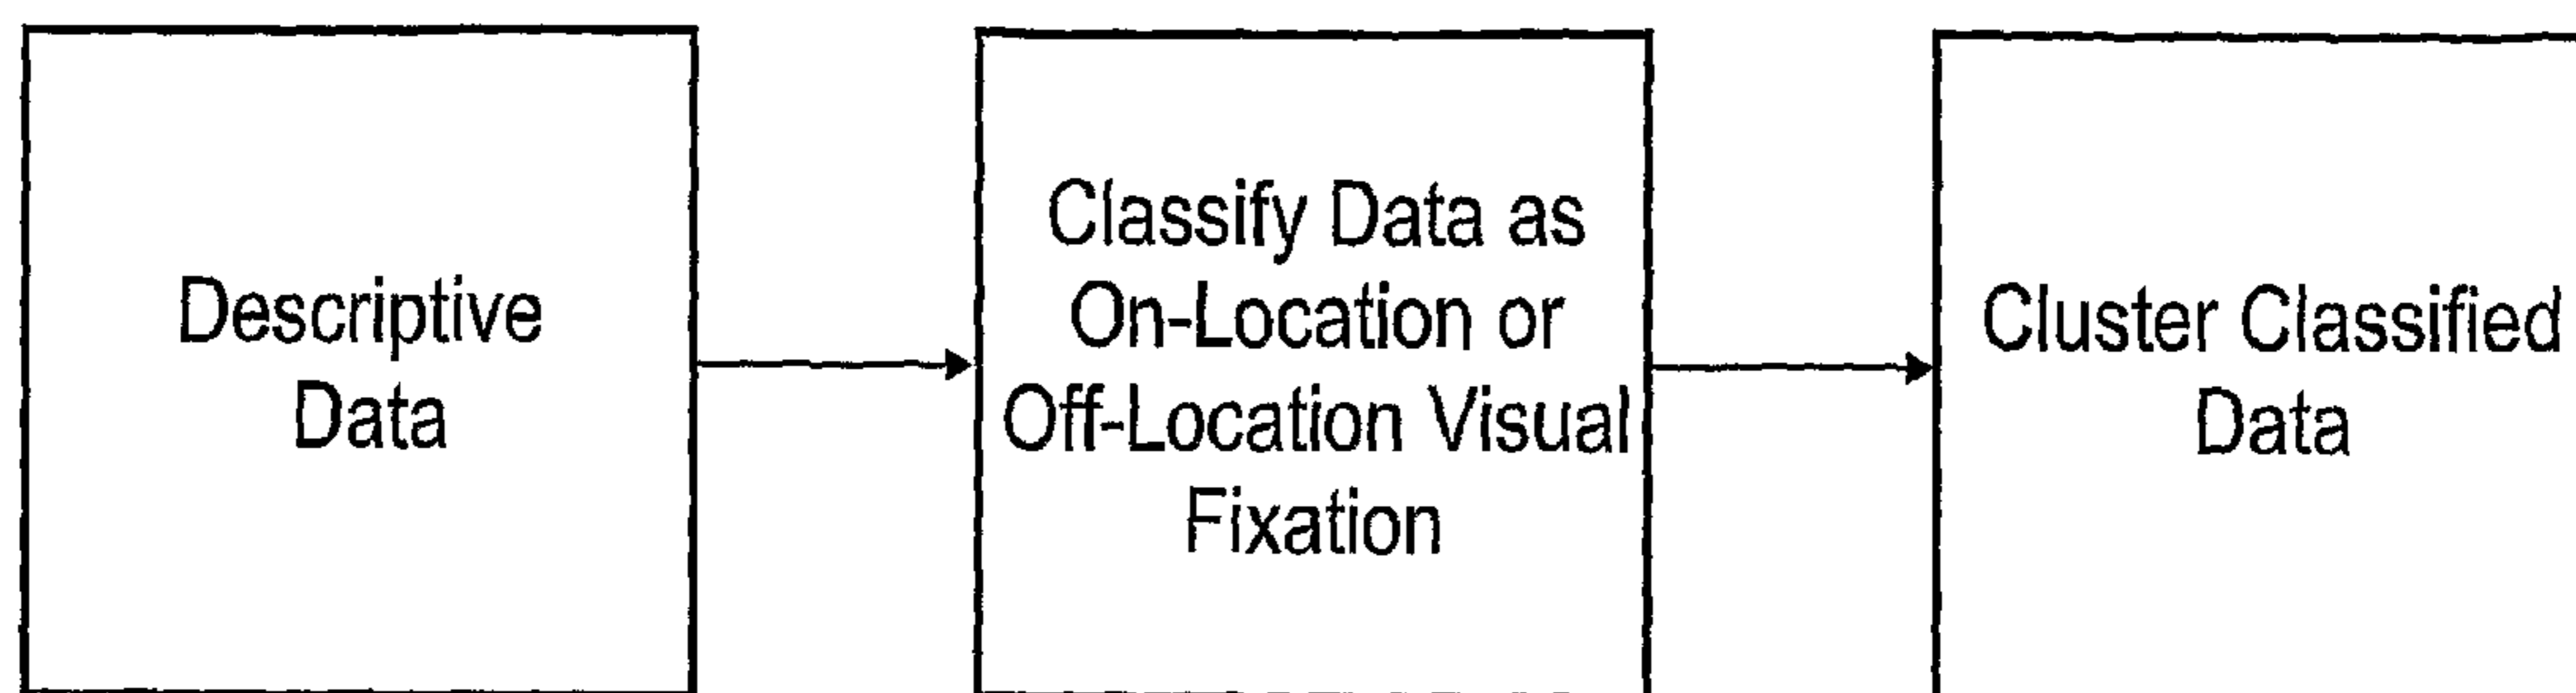 Descriptive
Data
Classify Data as
On-Location or
Off-Location Visual
Fixation
Cluster Classified
Data